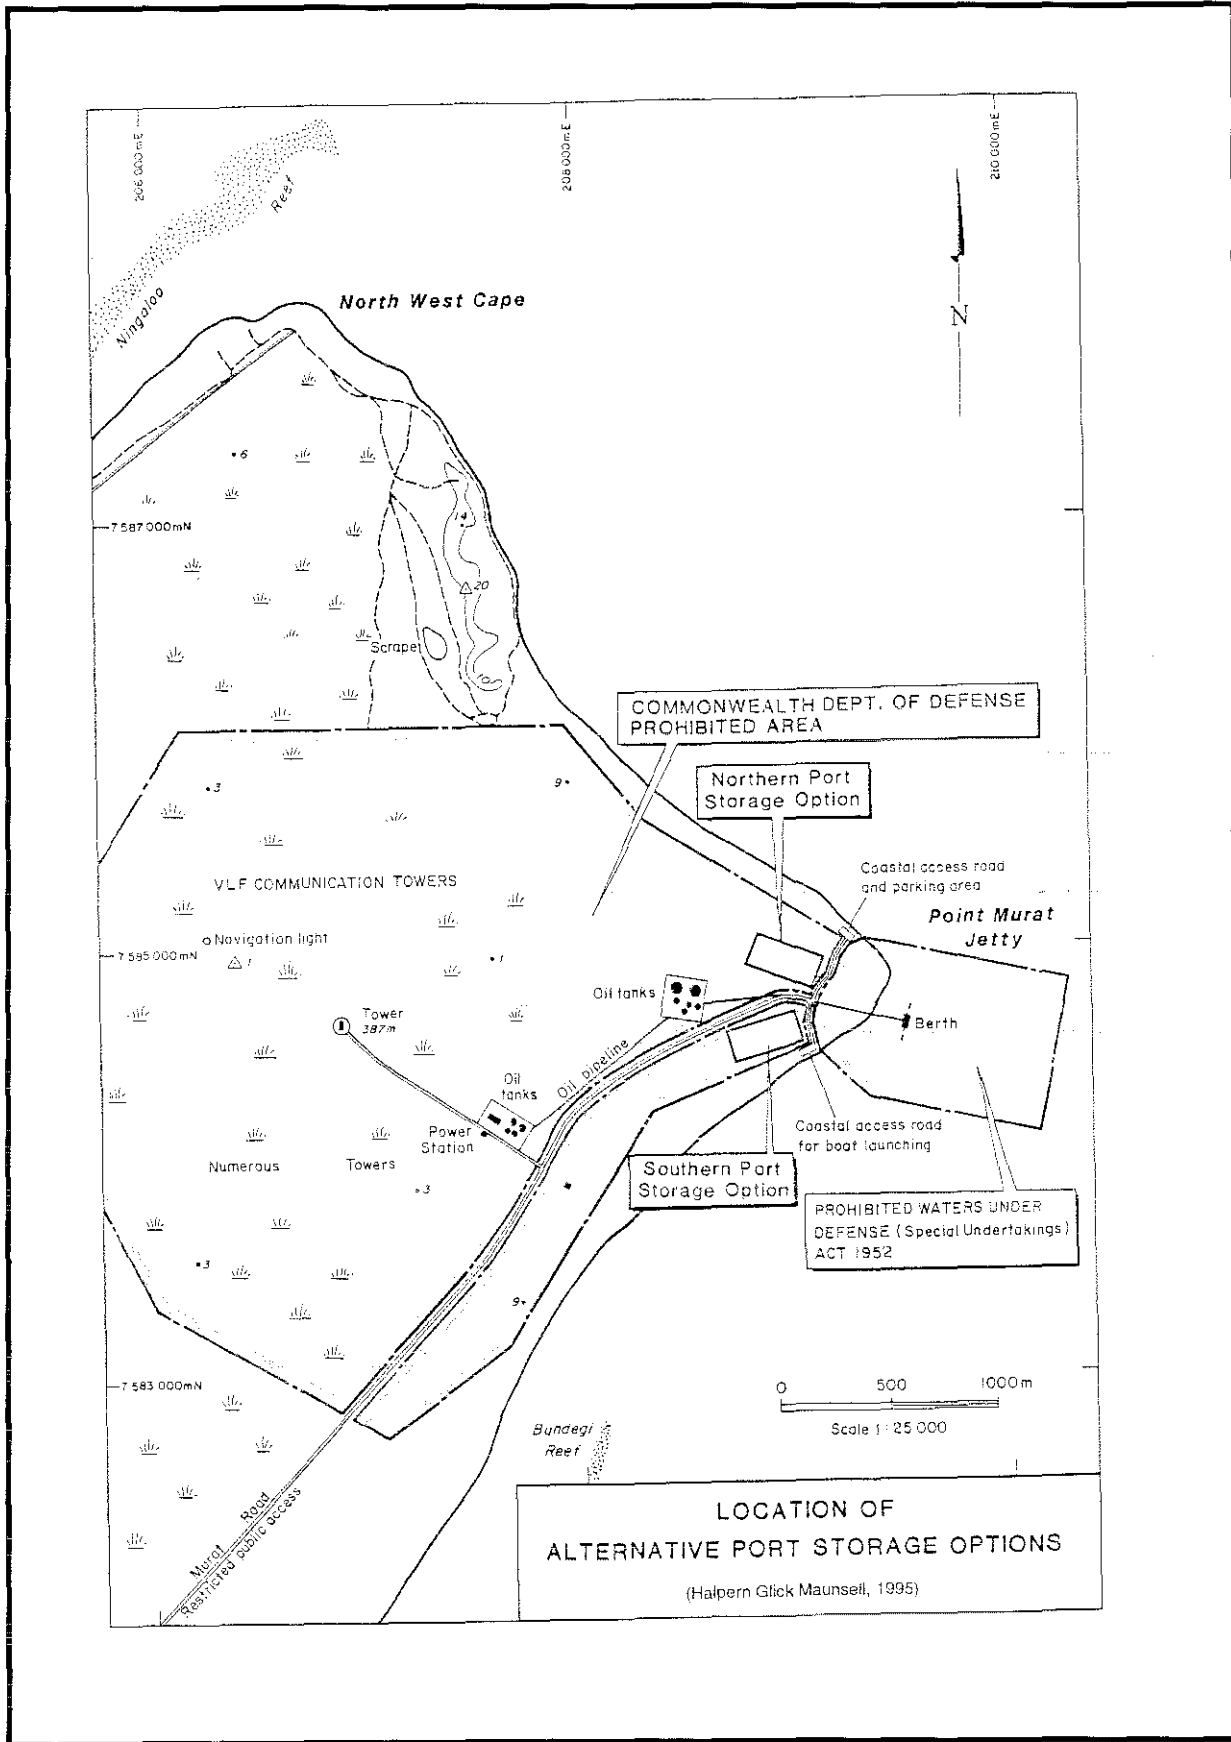 206 000mE
208 000mE
210 000mE
Ningaloo Reef
North West Cape
N
6
7 587 000mN
14
20
Scrape
10
COMMONWEALTH DEPT. OF DEFENSE
PROHIBITED AREA
3
9
Northern Port
Storage Option
VLF COMMUNICATION TOWERS
Coastal access road
and parking area
Point Murat
Jetty
Navigation light
7 585 000mN
1
1
Oil tanks
Tower
387m
Berth
Oil pipeline
Oil
tanks
Power
Station
Coastal access road
for boat launching
Numerous Towers
3
Southern Port
Storage Option
PROHIBITED WATERS UNDER
DEFENSE (Special Undertakings)
ACT 1952
3
9
7 583 000mN
0 500 1000m
Scale 1:25 000
Bundegi
Reef
Murat Road
Restricted public access
LOCATION OF
ALTERNATIVE PORT STORAGE OPTIONS
(Halpern Glick Maunsell, 1995)